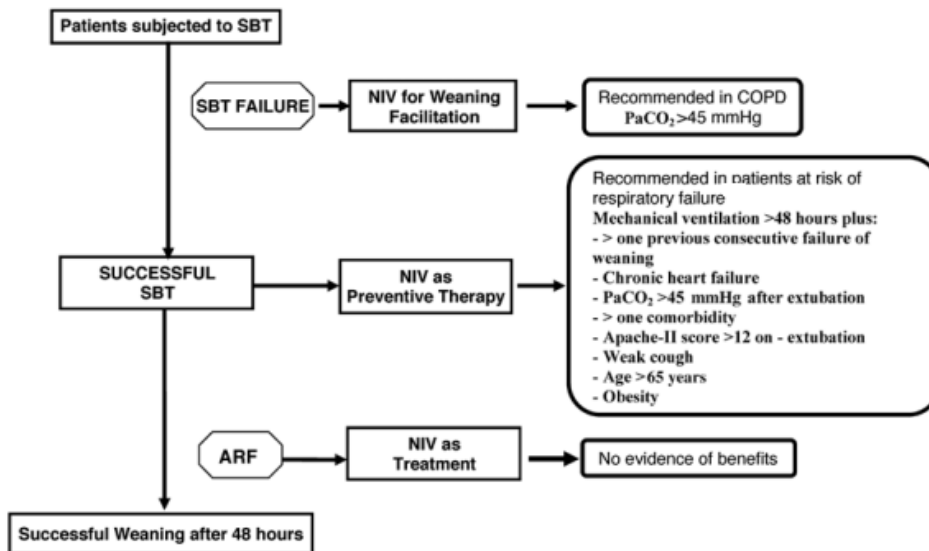 Patients subjected to SBT
SBT FAILURE
NIV for Weaning
Facilitation
Recommended in COPD
PaCO₂ >45 mmHg
Recommended in patients at risk of
respiratory failure
Mechanical ventilation >48 hours plus:
- > one previous consecutive failure of
weaning
- Chronic heart failure
- PaCO₂ >45 mmHg after extubation
- > one comorbidity
- Apache-II score >12 on - extubation
- Weak cough
- Age >65 years
- Obesity
SUCCESSFUL
SBT
NIV as
Preventive Therapy
ARF
NIV as
Treatment
No evidence of benefits
Successful Weaning after 48 hours